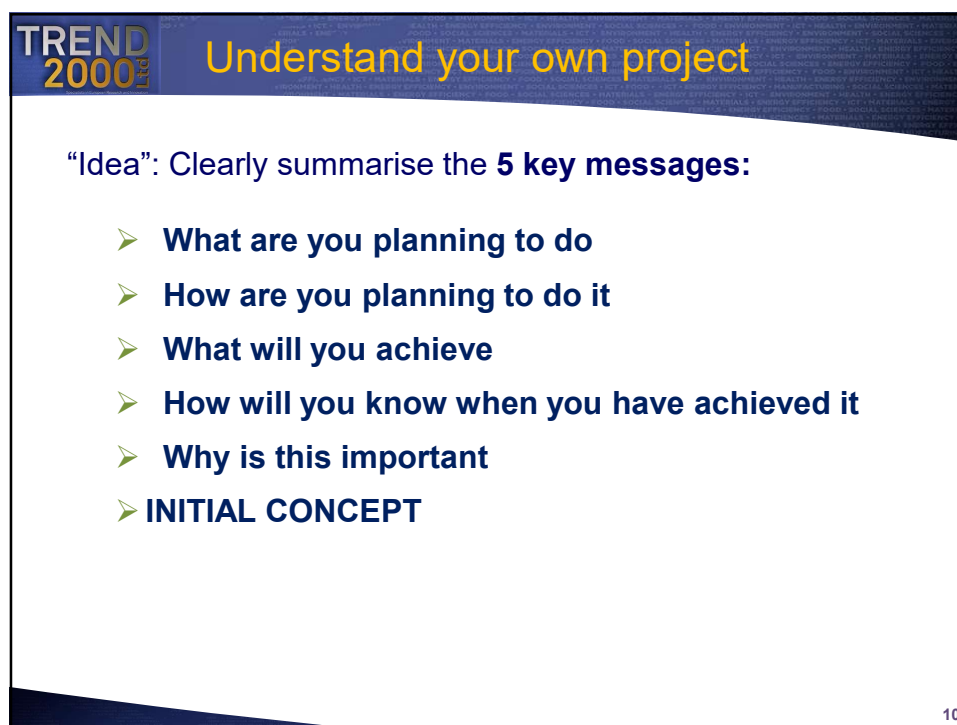 TREND
2000 Ltd
Understand your own project
“Idea”: Clearly summarise the 5 key messages:
➢ What are you planning to do
➢ How are you planning to do it
➢ What will you achieve
➢ How will you know when you have achieved it
➢ Why is this important
➢ INITIAL CONCEPT
10